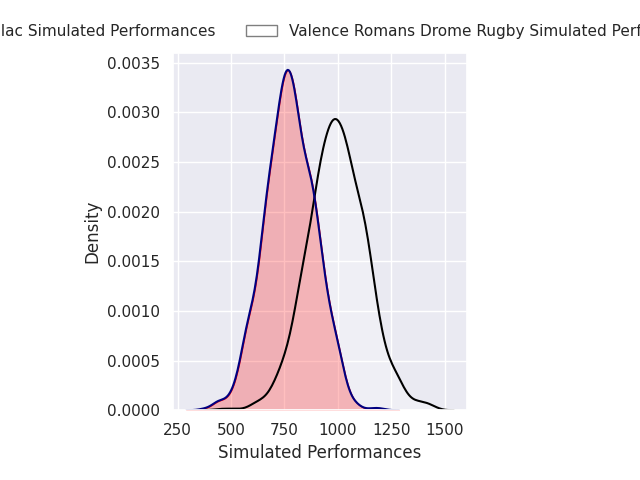 lac Simulated Performances
Valence Romans Drome Rugby Simulated Perf
0.0035
0.0030
0.0025
0.0020
0.0015
0.0010
0.0005
0.0000
Density
250 500 750 1000 1250 1500
Simulated Performances